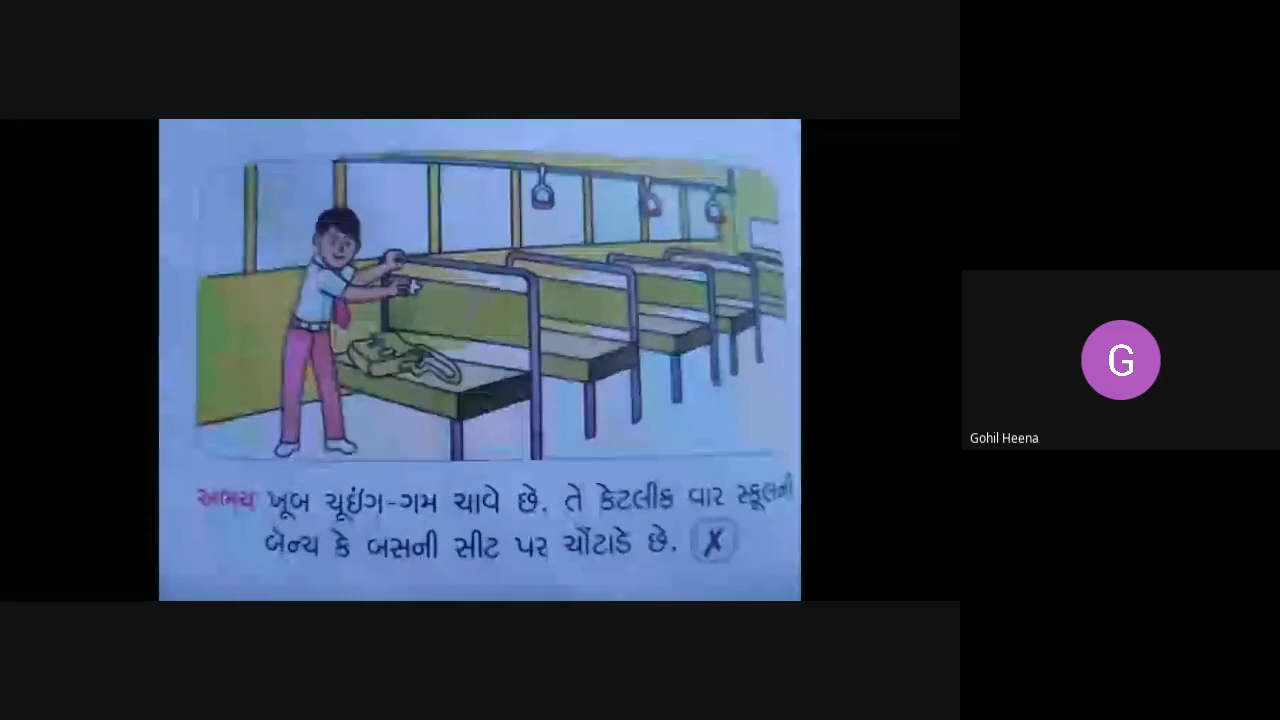 અભય ખૂબ ચૂઈંગ-ગમ ચાવે છે. તે કેટલીક વાર સ્કૂલની
બેન્ચ કે બસની સીટ પર ચોંટાડે છે. X
G
Gohil Heena